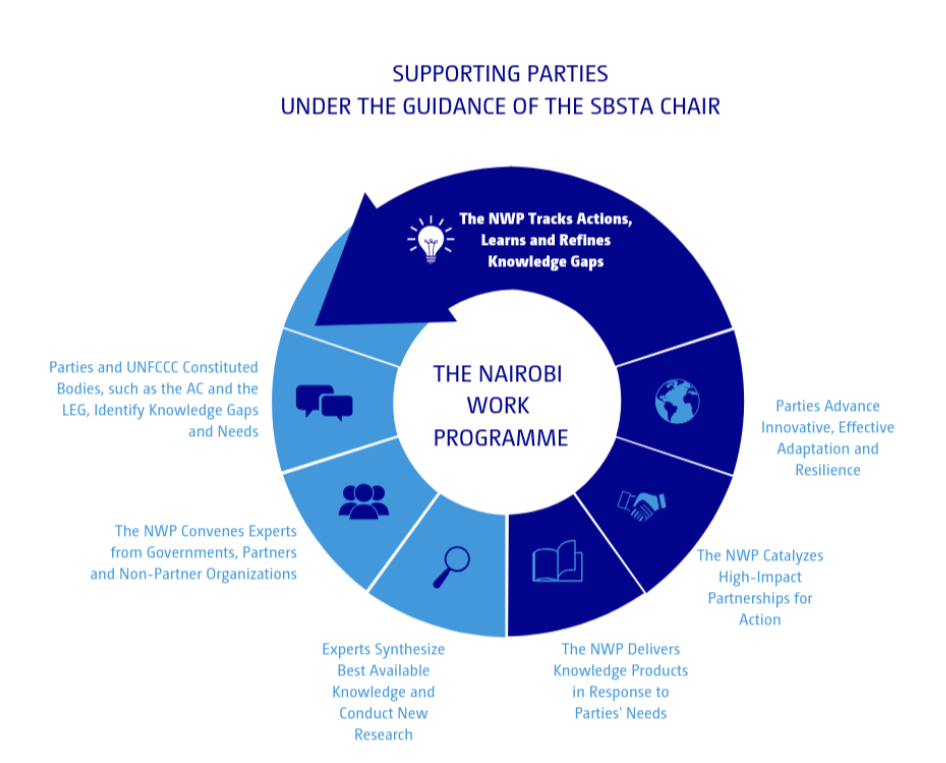 SUPPORTING PARTIES
UNDER THE GUIDANCE OF THE SBSTA CHAIR
The NWP Tracks Actions,
Learns and Refines
Knowledge Gaps
THE NAIROBI
WORK
PROGRAMME
Parties and UNFCCC Constituted
Bodies, such as the AC and the
LEG, Identify Knowledge Gaps
and Needs
The NWP Convenes Experts
from Governments, Partners
and Non-Partner Organizations
Experts Synthesize
Best Available
Knowledge and
Conduct New
Research
The NWP Delivers
Knowledge Products
in Response to
Parties' Needs
The NWP Catalyzes
High-Impact
Partnerships for
Action
Parties Advance
Innovative, Effective
Adaptation and
Resilience